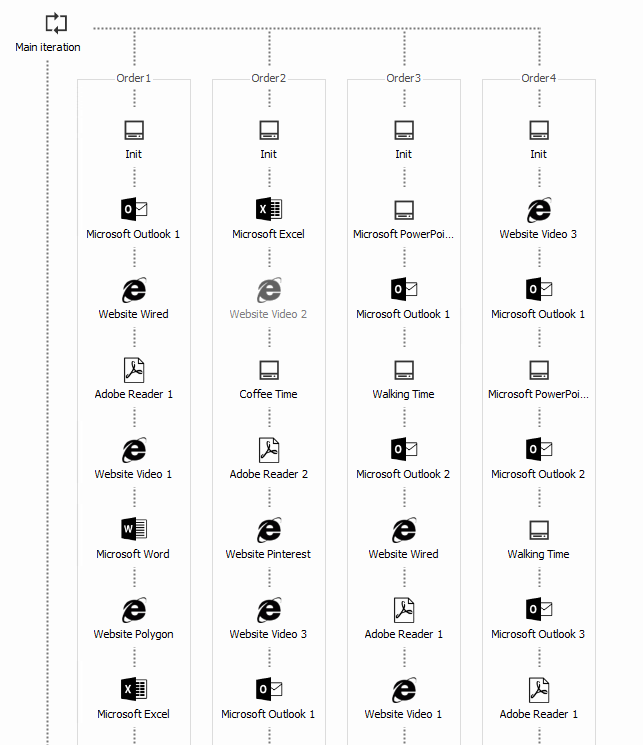 Main iteration
Order1
Init
Microsoft Outlook 1
Website Wired
Adobe Reader 1
Website Video 1
Microsoft Word
Website Polygon
Microsoft Excel
Order2
Init
Microsoft Excel
Website Video 2
Coffee Time
Adobe Reader 2
Website Pinterest
Website Video 3
Microsoft Outlook 1
Order3
Init
Microsoft PowerPoi...
Microsoft Outlook 1
Walking Time
Microsoft Outlook 2
Website Wired
Adobe Reader 1
Website Video 1
Order4
Init
Website Video 3
Microsoft Outlook 1
Microsoft PowerPoi...
Microsoft Outlook 2
Walking Time
Microsoft Outlook 3
Adobe Reader 1